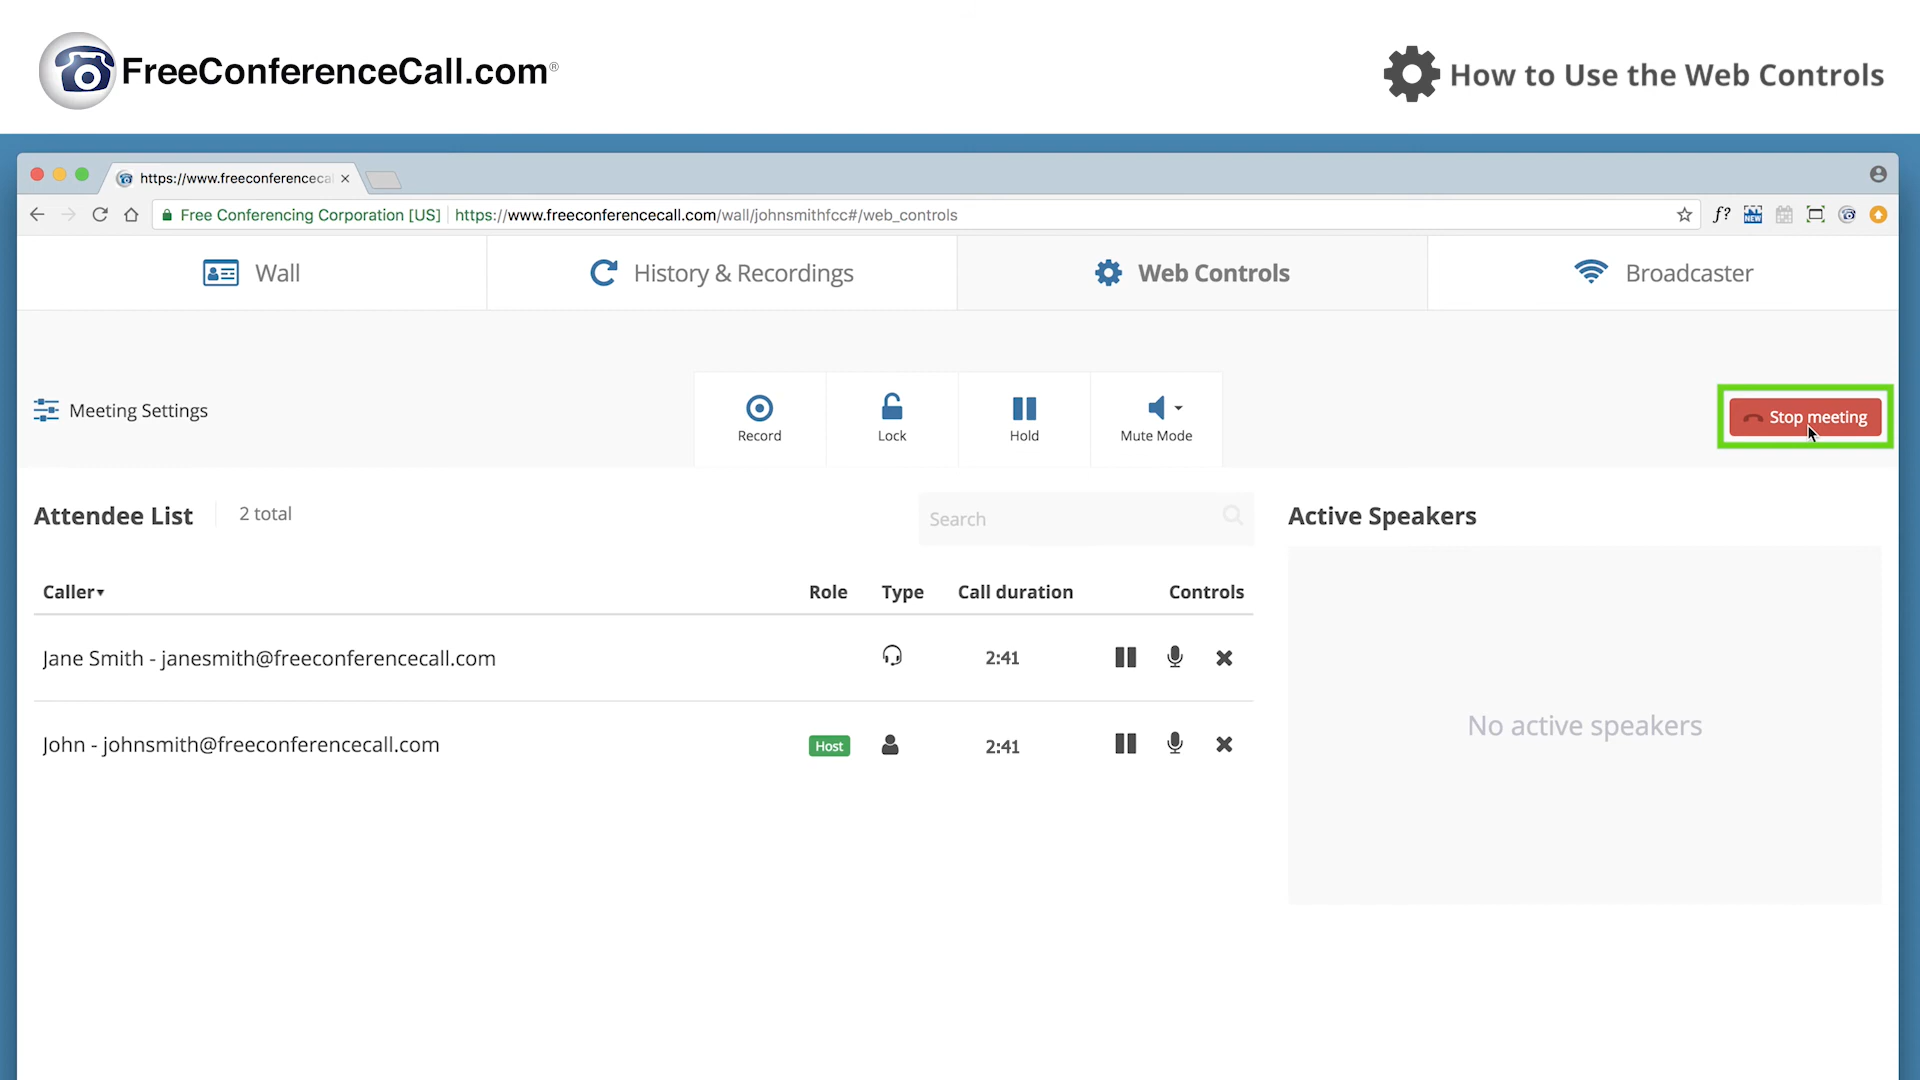 FreeConferenceCall.com®
How to Use the Web Controls
https://www.freeconferenceca
Free Conferencing Corporation [US]
https://www.freeconferencecall.com/wall/johnsmithfcc#/web_controls
f?
NEW
Wall
History & Recordings
Web Controls
Broadcaster
Meeting Settings
Record
Lock
Hold
Mute Mode
Stop meeting
Attendee List
2 total
Search
Active Speakers
Caller
Role
Type
Call duration
Controls
Jane Smith - janesmith@freeconferencecall.com
2:41
John - johnsmith@freeconferencecall.com
Host
2:41
No active speakers